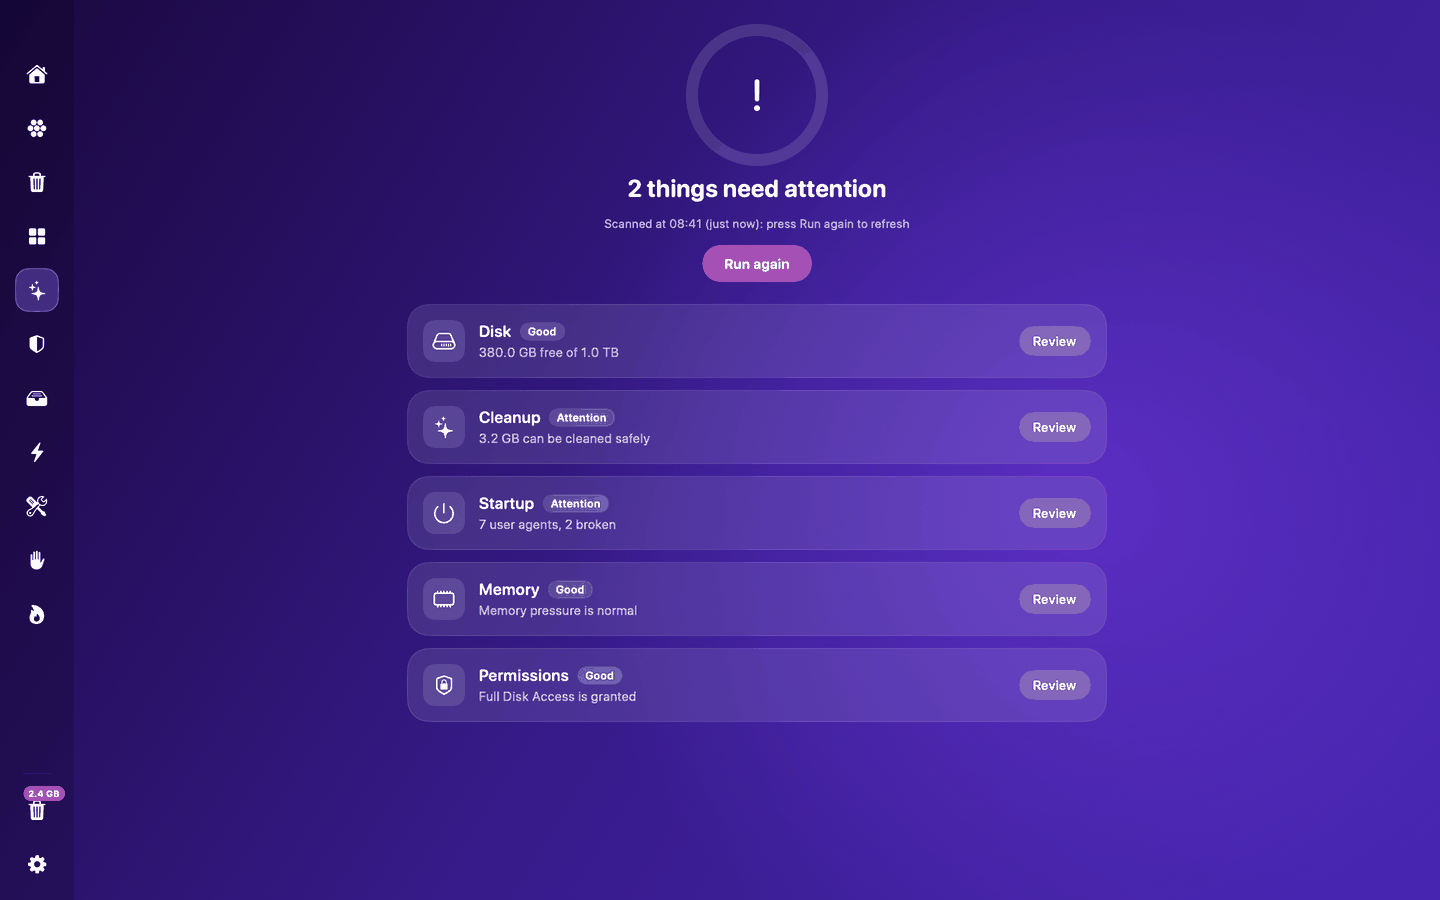 !
2 things need attention
Scanned at 08:41 (just now): press Run again to refresh
Run again
Disk Good
380.0 GB free of 1.0 TB
Review
Cleanup Attention
3.2 GB can be cleaned safely
Review
Startup Attention
7 user agents, 2 broken
Review
Memory Good
Memory pressure is normal
Review
Permissions Good
Full Disk Access is granted
Review
2.4 GB